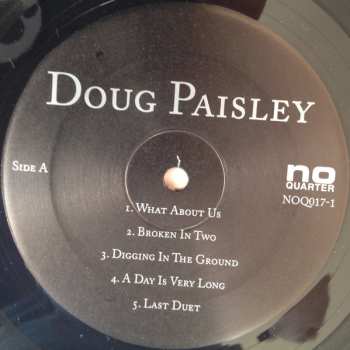 Doug Paisley
Side A
no
QUARTER
NOQ017-1
1. What About Us
2. Broken In Two
3. Digging In The Ground
4. A Day Is Very Long
5. Last Duet